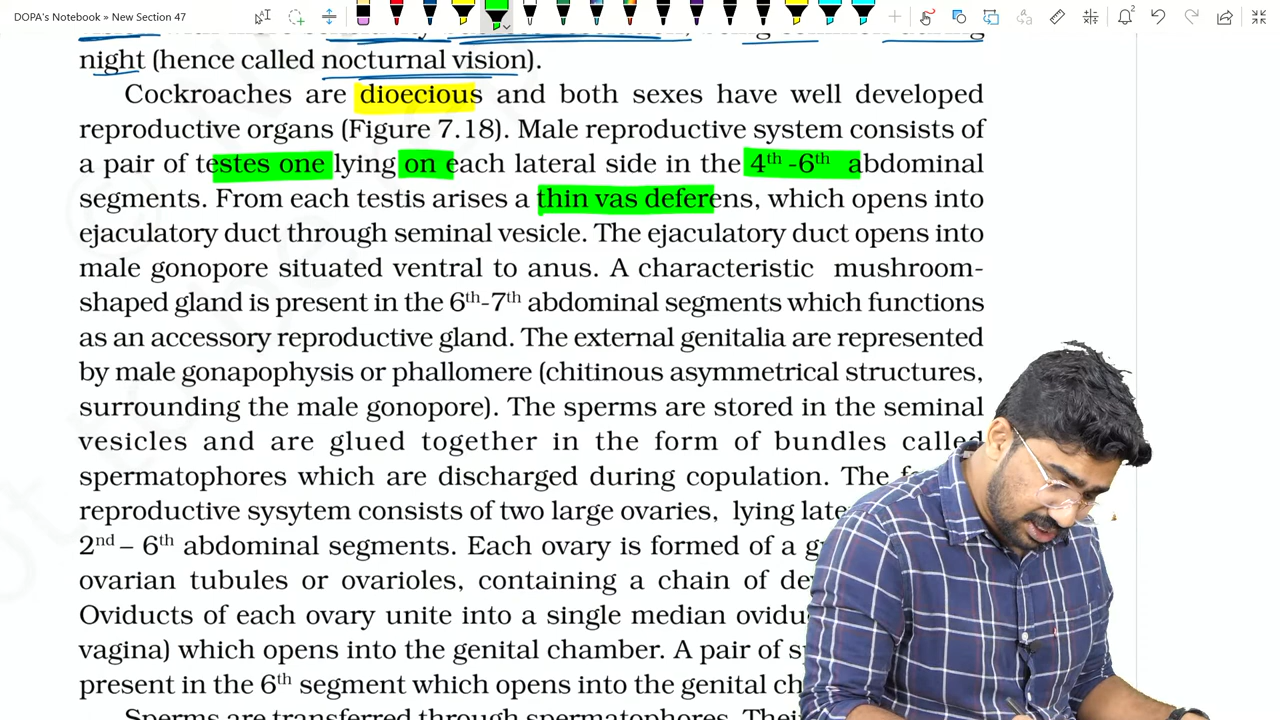 DOPA's Notebook » New Section 47
night (hence called nocturnal vision).
Cockroaches are dioecious and both sexes have well developed
reproductive organs (Figure 7.18). Male reproductive system consists of
a pair of testes one lying on each lateral side in the 4th -6th abdominal
segments. From each testis arises a thin vas deferens, which opens into
ejaculatory duct through seminal vesicle. The ejaculatory duct opens into
male gonopore situated ventral to anus. A characteristic mushroom-
shaped gland is present in the 6th-7th abdominal segments which functions
as an accessory reproductive gland. The external genitalia are represented
by male gonapophysis or phallomere (chitinous asymmetrical structures,
surrounding the male gonopore). The sperms are stored in the seminal
vesicles and are glued together in the form of bundles called
spermatophores which are discharged during copulation. The
reproductive sysytem consists of two large ovaries, lying
2nd – 6th abdominal segments. Each ovary is formed of a
ovarian tubules or ovarioles, containing a chain of
Oviducts of each ovary unite into a single median
vagina) which opens into the genital chamber. A pair of
present in the 6th segment which opens into the genital
Sperms are transferred through spermatophores.